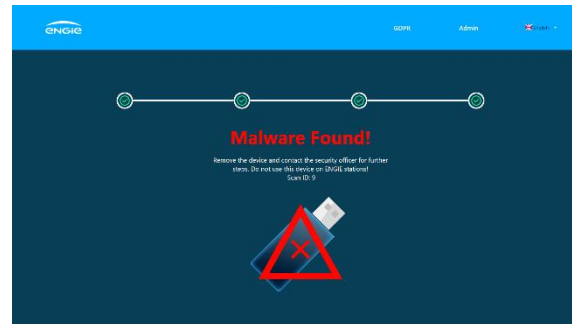 ENGIE
GDPR
Admin
English
Malware Found!
Remove the device and contact the security officer for further
steps. Do not use this device on ENGIE stations!
Scan ID: 9